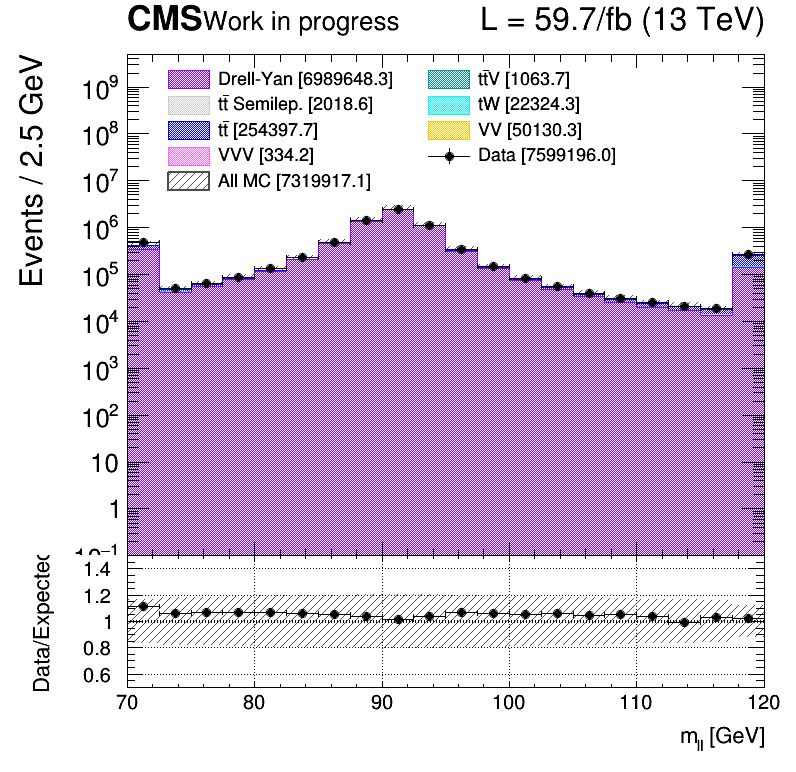 CMS Work in progress L = 59.7/fb (13 TeV)
Events / 2.5 GeV
Drell-Yan [6989648.3]
tt̄ Semilep. [2018.6]
tt̄ [254397.7]
VVV [334.2]
All MC [7319917.1]
tt̄V [1063.7]
tW [22324.3]
VV [50130.3]
Data [7599196.0]
10⁹
10⁸
10⁷
10⁶
10⁵
10⁴
10³
10²
10
1
10⁻¹
Data/Expected
1.4
1.2
1
0.8
0.6
70 80 90 100 110 120
m_ll [GeV]